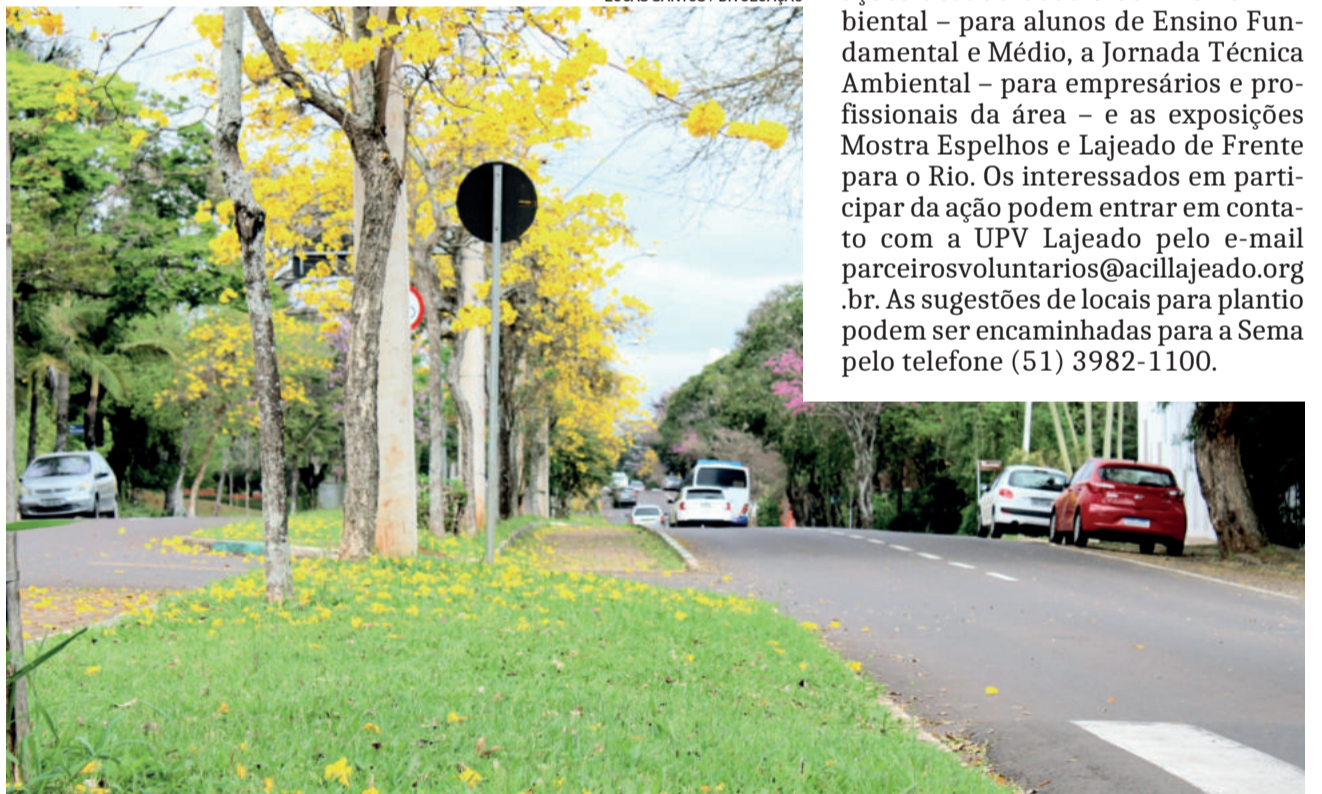 biental – para alunos de Ensino Fun-
damental e Médio, a Jornada Técnica
Ambiental – para empresários e pro-
fissionais da área – e as exposições
Mostra Espelhos e Lajeado de Frente
para o Rio. Os interessados em parti-
cipar da ação podem entrar em conta-
to com a UPV Lajeado pelo e-mail
parceirosvoluntarios@acillajeado.org
.br. As sugestões de locais para plantio
podem ser encaminhadas para a Sema
pelo telefone (51) 3982-1100.